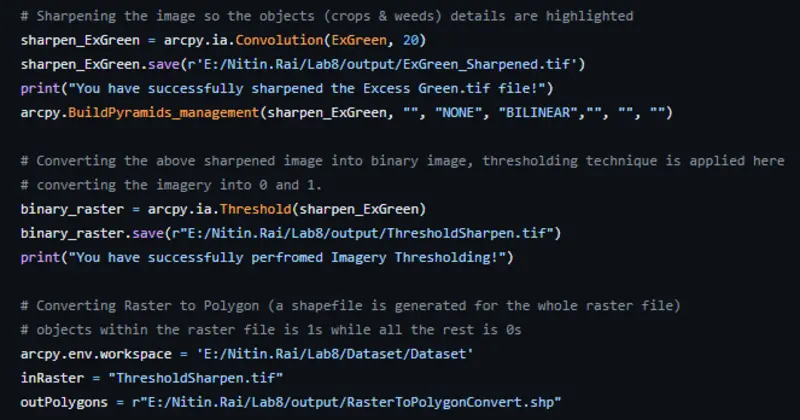 # Sharpening the image so the objects (crops & weeds) details are highlighted
sharpen_ExGreen = arcpy.ia.Convolution(ExGreen, 20)
sharpen_ExGreen.save(r'E:/Nitin.Rai/Lab8/output/ExGreen_Sharpened.tif')
print("You have successfully sharpened the Excess Green.tif file!")
arcpy.BuildPyramids_management(sharpen_ExGreen, "", "NONE", "BILINEAR","", "", "")
# Converting the above sharpened image into binary image, thresholding technique is applied here
# converting the imagery into 0 and 1.
binary_raster = arcpy.ia.Threshold(sharpen_ExGreen)
binary_raster.save(r"E:/Nitin.Rai/Lab8/output/ThresholdSharpen.tif")
print("You have successfully perfromed Imagery Thresholding!")
# Converting Raster to Polygon (a shapefile is generated for the whole raster file)
# objects within the raster file is 1s while all the rest is 0s
arcpy.env.workspace = 'E:/Nitin.Rai/Lab8/Dataset/Dataset'
inRaster = "ThresholdSharpen.tif"
outPolygons = r"E:/Nitin.Rai/Lab8/output/RasterToPolygonConvert.shp"